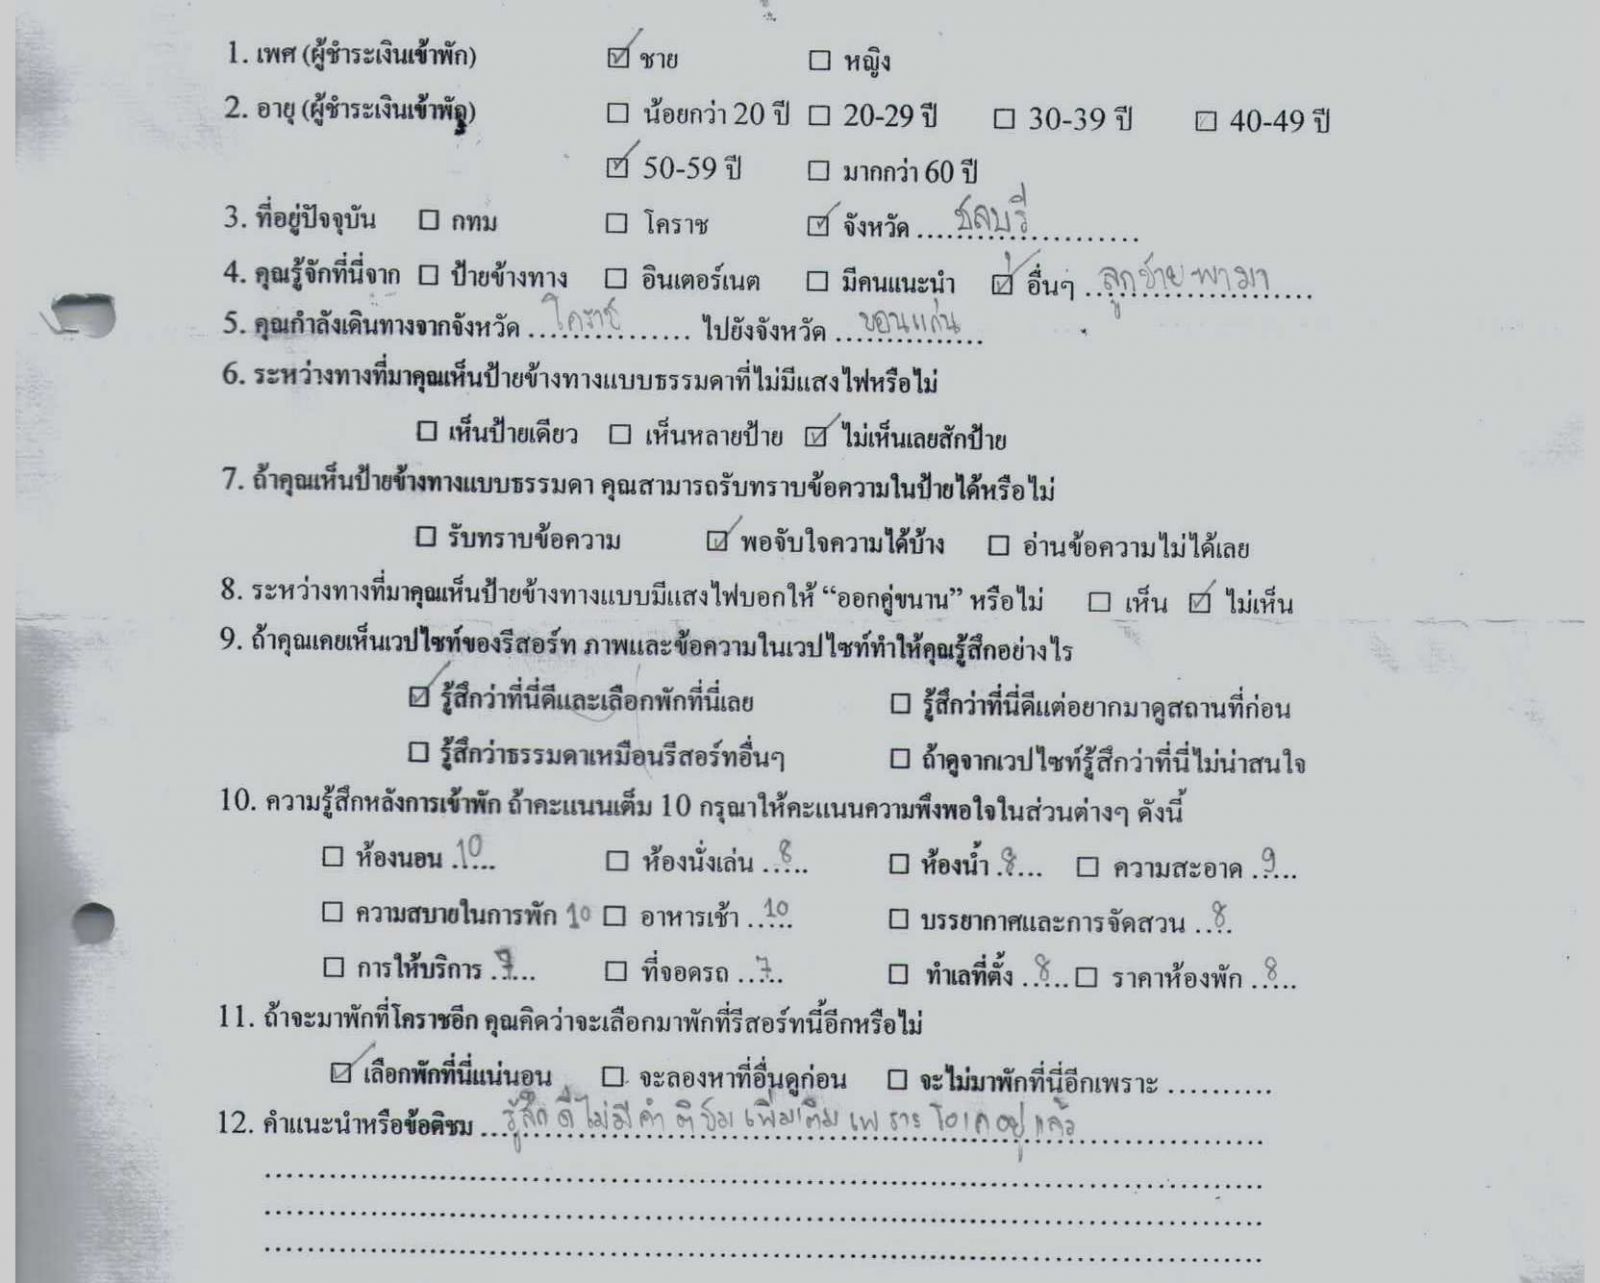 1. เพศ (ผู้ชำระเงินเข้าพัก) ☑ ชาย ☐ หญิง
2. อายุ (ผู้ชำระเงินเข้าพัก) ☐ น้อยกว่า 20 ปี ☐ 20-29 ปี ☐ 30-39 ปี ☐ 40-49 ปี
☑ 50-59 ปี ☐ มากกว่า 60 ปี
3. ที่อยู่ปัจจุบัน ☐ กทม ☐ โคราช ☑ จังหวัด ชลบุรี
4. คุณรู้จักที่นี่จาก ☐ ป้ายข้างทาง ☐ อินเตอร์เนต ☐ มีคนแนะนำ ☑ อื่นๆ ลูกชายพามา
5. คุณกำลังเดินทางจากจังหวัด โคราช ไปยังจังหวัด ขอนแก่น
6. ระหว่างทางที่มาคุณเห็นป้ายข้างทางแบบธรรมดาที่ไม่มีแสงไฟหรือไม่
☐ เห็นป้ายเดียว ☐ เห็นหลายป้าย ☑ ไม่เห็นเลยสักป้าย
7. ถ้าคุณเห็นป้ายข้างทางแบบธรรมดา คุณสามารถรับทราบข้อความในป้ายได้หรือไม่
☐ รับทราบข้อความ ☑ พอจับใจความได้บ้าง ☐ อ่านข้อความไม่ได้เลย
8. ระหว่างทางที่มาคุณเห็นป้ายข้างทางแบบมีแสงไฟบอกให้ “ออกคู่ขนาน” หรือไม่ ☐ เห็น ☑ ไม่เห็น
9. ถ้าคุณเคยเห็นเวปไซท์ของรีสอร์ท ภาพและข้อความในเวปไซท์ทำให้คุณรู้สึกอย่างไร
☑ รู้สึกว่าที่นี่ดีและเลือกพักที่นี่เลย ☐ รู้สึกว่าที่นี่ดีแต่อยากมาดูสถานที่ก่อน
☐ รู้สึกว่าธรรมดาเหมือนรีสอร์ทอื่นๆ ☐ ถ้าดูจากเวปไซท์รู้สึกว่าที่นี่ไม่น่าสนใจ
10. ความรู้สึกหลังการเข้าพัก ถ้าคะแนนเต็ม 10 กรุณาให้คะแนนความพึงพอใจในส่วนต่างๆ ดังนี้
☐ ห้องนอน 10 ☐ ห้องนั่งเล่น 8 ☐ ห้องน้ำ 8 ☐ ความสะอาด 9
☐ ความสบายในการพัก 10 ☐ อาหารเช้า 10 ☐ บรรยากาศและการจัดสวน 8
☐ การให้บริการ ☐ ที่จอดรถ 7 ☐ ทำเลที่ตั้ง 8 ☐ ราคาห้องพัก 8
11. ถ้าจะมาพักที่โคราชอีก คุณคิดว่าจะเลือกมาพักที่รีสอร์ทนี้อีกหรือไม่
☑ เลือกพักที่นี่แน่นอน ☐ จะลองหาที่อื่นดูก่อน ☐ จะไม่มาพักที่นี่อีกเพราะ ..........
12. คำแนะนำหรือข้อติชม รู้สึกดีไม่มีคำติชมเพิ่มเติมเพราะโอเคอยู่แล้ว